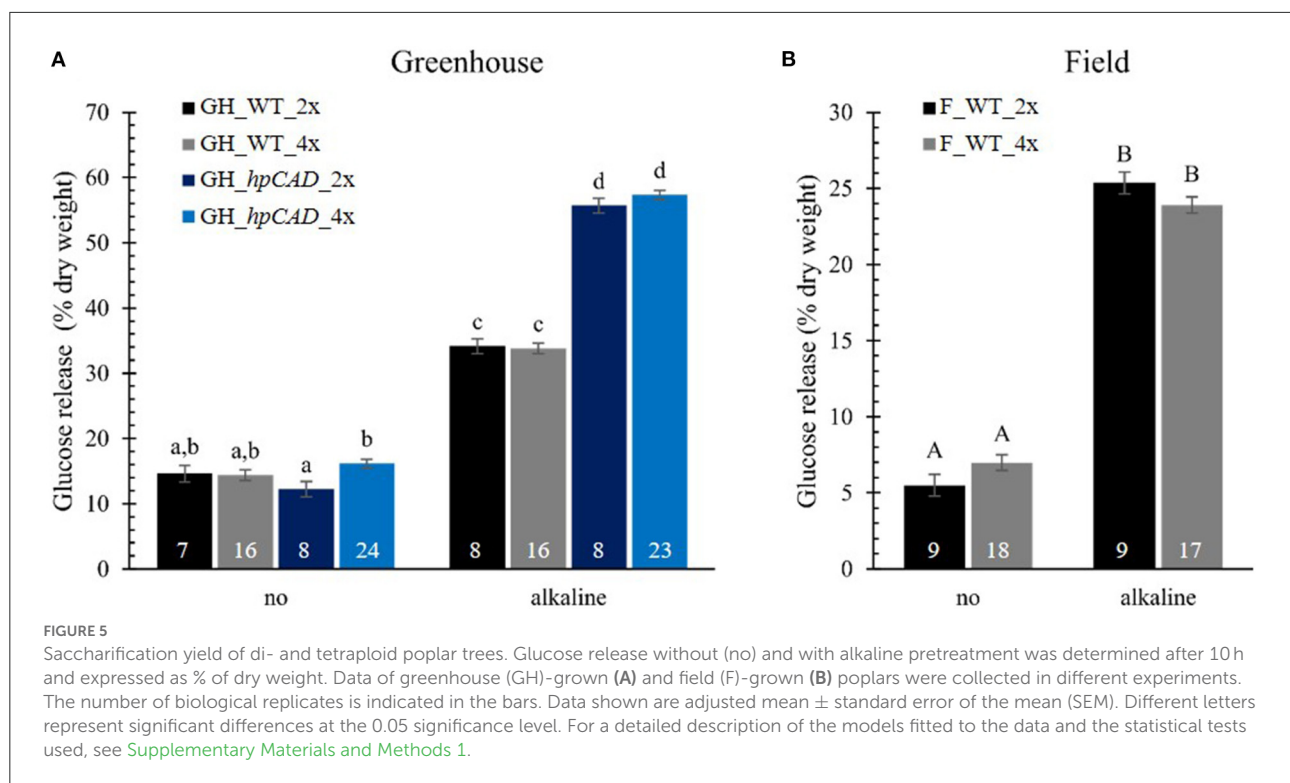 A
Greenhouse
GH_WT_2x
GH_WT_4x
GH_hpCAD_2x
GH_hpCAD_4x
Glucose release (% dry weight)
70
60
50
40
30
20
10
0
a,b
a,b
a
b
c
c
d
d
7
16
8
24
8
16
8
23
no
alkaline
B
Field
F_WT_2x
F_WT_4x
Glucose release (% dry weight)
30
25
20
15
10
5
0
A
A
B
B
9
18
9
17
no
alkaline
FIGURE 5
Saccharification yield of di- and tetraploid poplar trees. Glucose release without (no) and with alkaline pretreatment was determined after 10 h
and expressed as % of dry weight. Data of greenhouse (GH)-grown (A) and field (F)-grown (B) poplars were collected in different experiments.
The number of biological replicates is indicated in the bars. Data shown are adjusted mean ± standard error of the mean (SEM). Different letters
represent significant differences at the 0.05 significance level. For a detailed description of the models fitted to the data and the statistical tests
used, see Supplementary Materials and Methods 1.